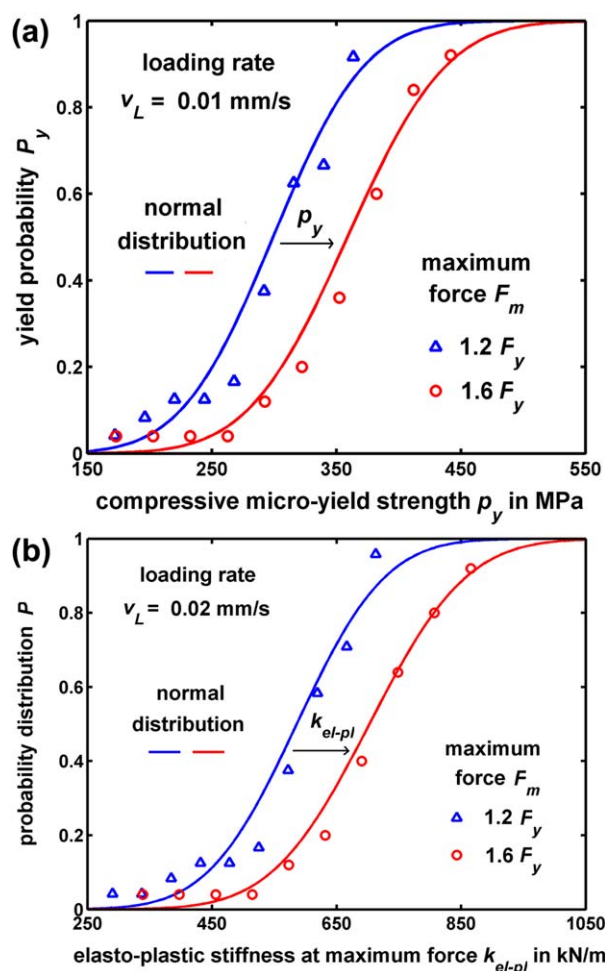 (a)
1
0.8
0.6
0.4
0.2
0
yield probability P_y
loading rate
v_L = 0.01 mm/s
normal
distribution
p_y
maximum
force F_m
1.2 F_y
1.6 F_y
150 250 350 450 550
compressive micro-yield strength p_y in MPa
(b)
1
0.8
0.6
0.4
0.2
0
probability distribution P
loading rate
v_L = 0.02 mm/s
normal
distribution
k_el-pl
maximum
force F_m
1.2 F_y
1.6 F_y
250 450 650 850 1050
elasto-plastic stiffness at maximum force k_el-pl in kN/m